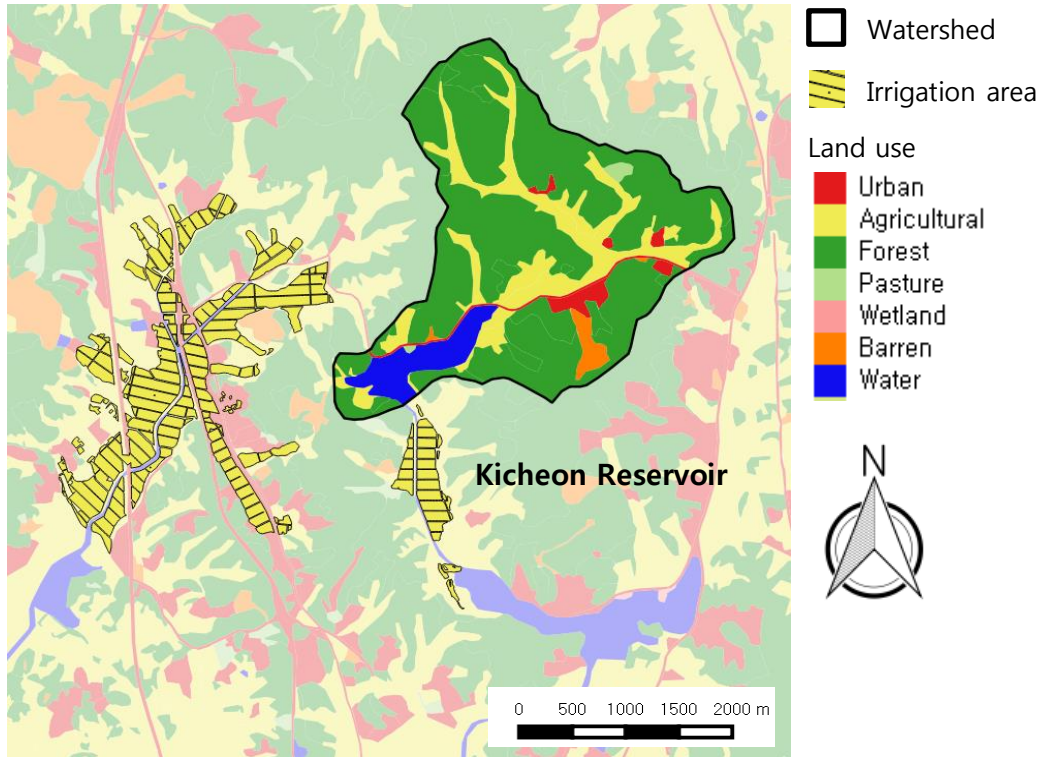 Watershed
Irrigation area
Land use
Urban
Agricultural
Forest
Pasture
Wetland
Barren
Water
Kicheon Reservoir
N
0 500 1000 1500 2000 m